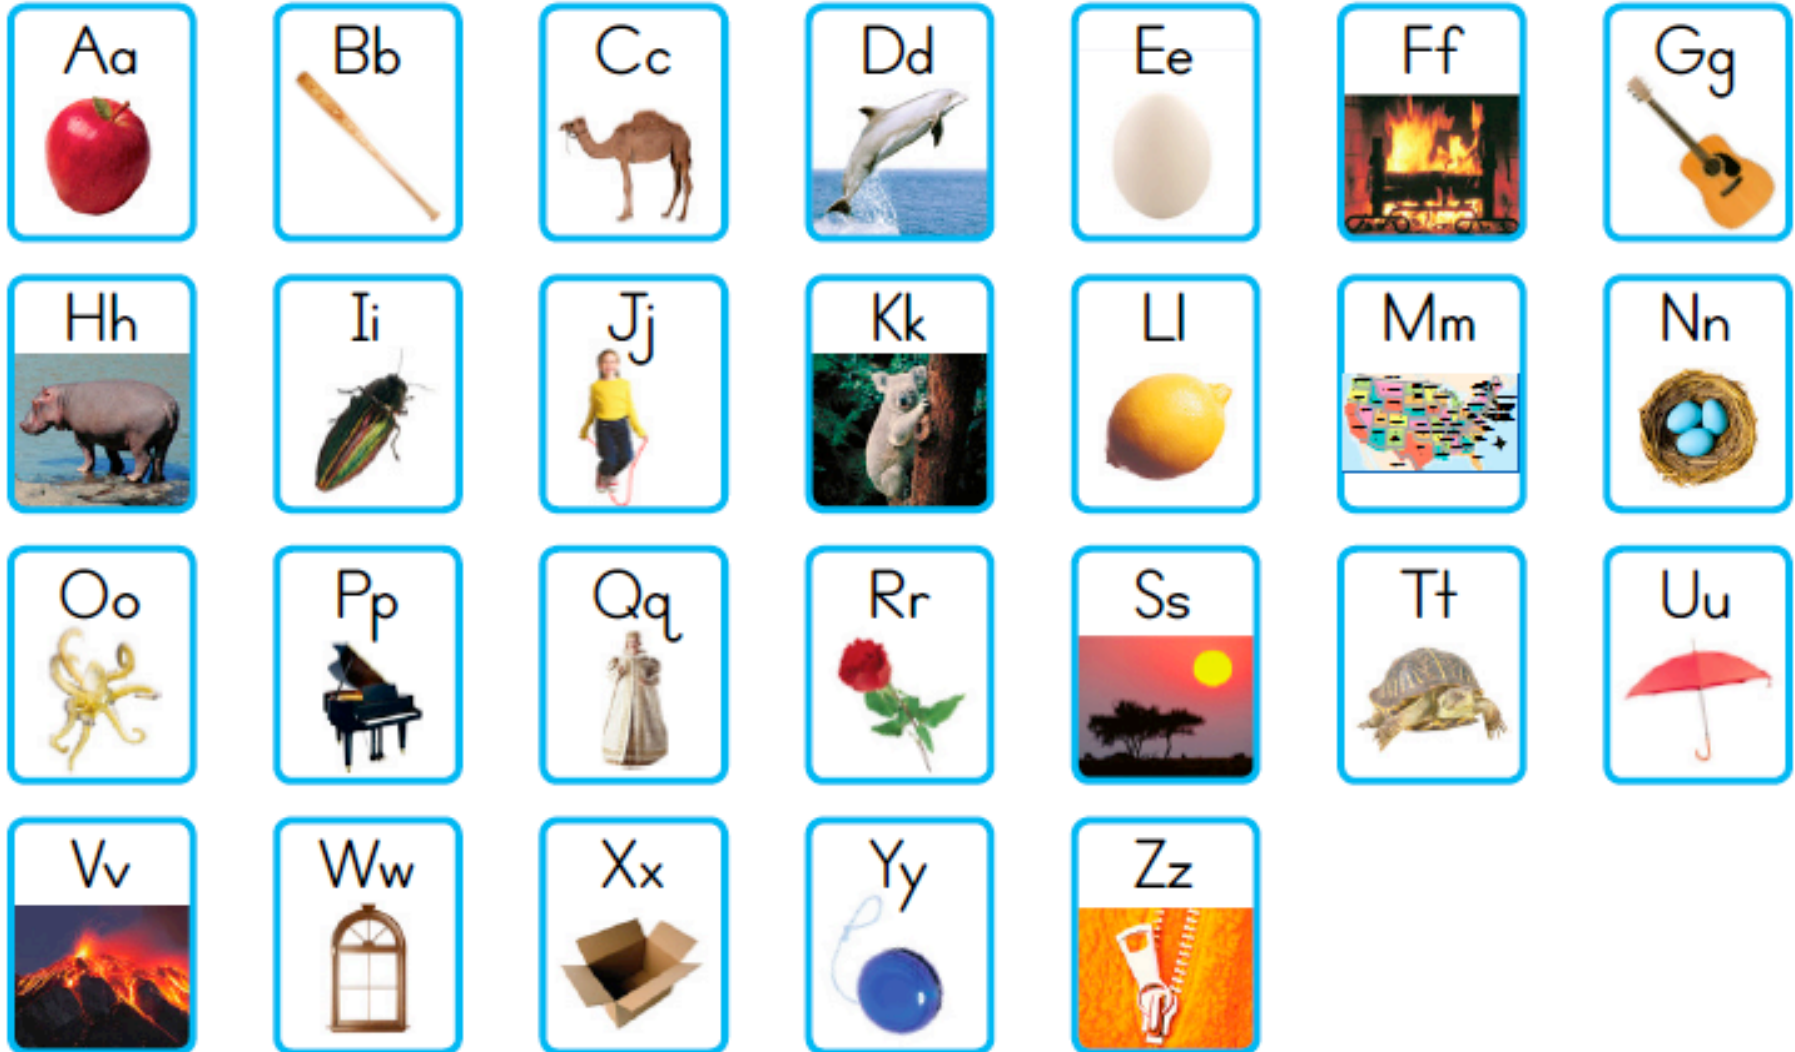 Aa Bb Cc Dd Ee Ff Gg
Hh Ii Jj Kk Ll Mm Nn
Oo Pp Qq Rr Ss Tt Uu
Vv Ww Xx Yy Zz